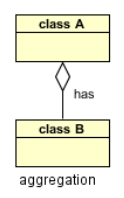 class A
has
class B
aggregation